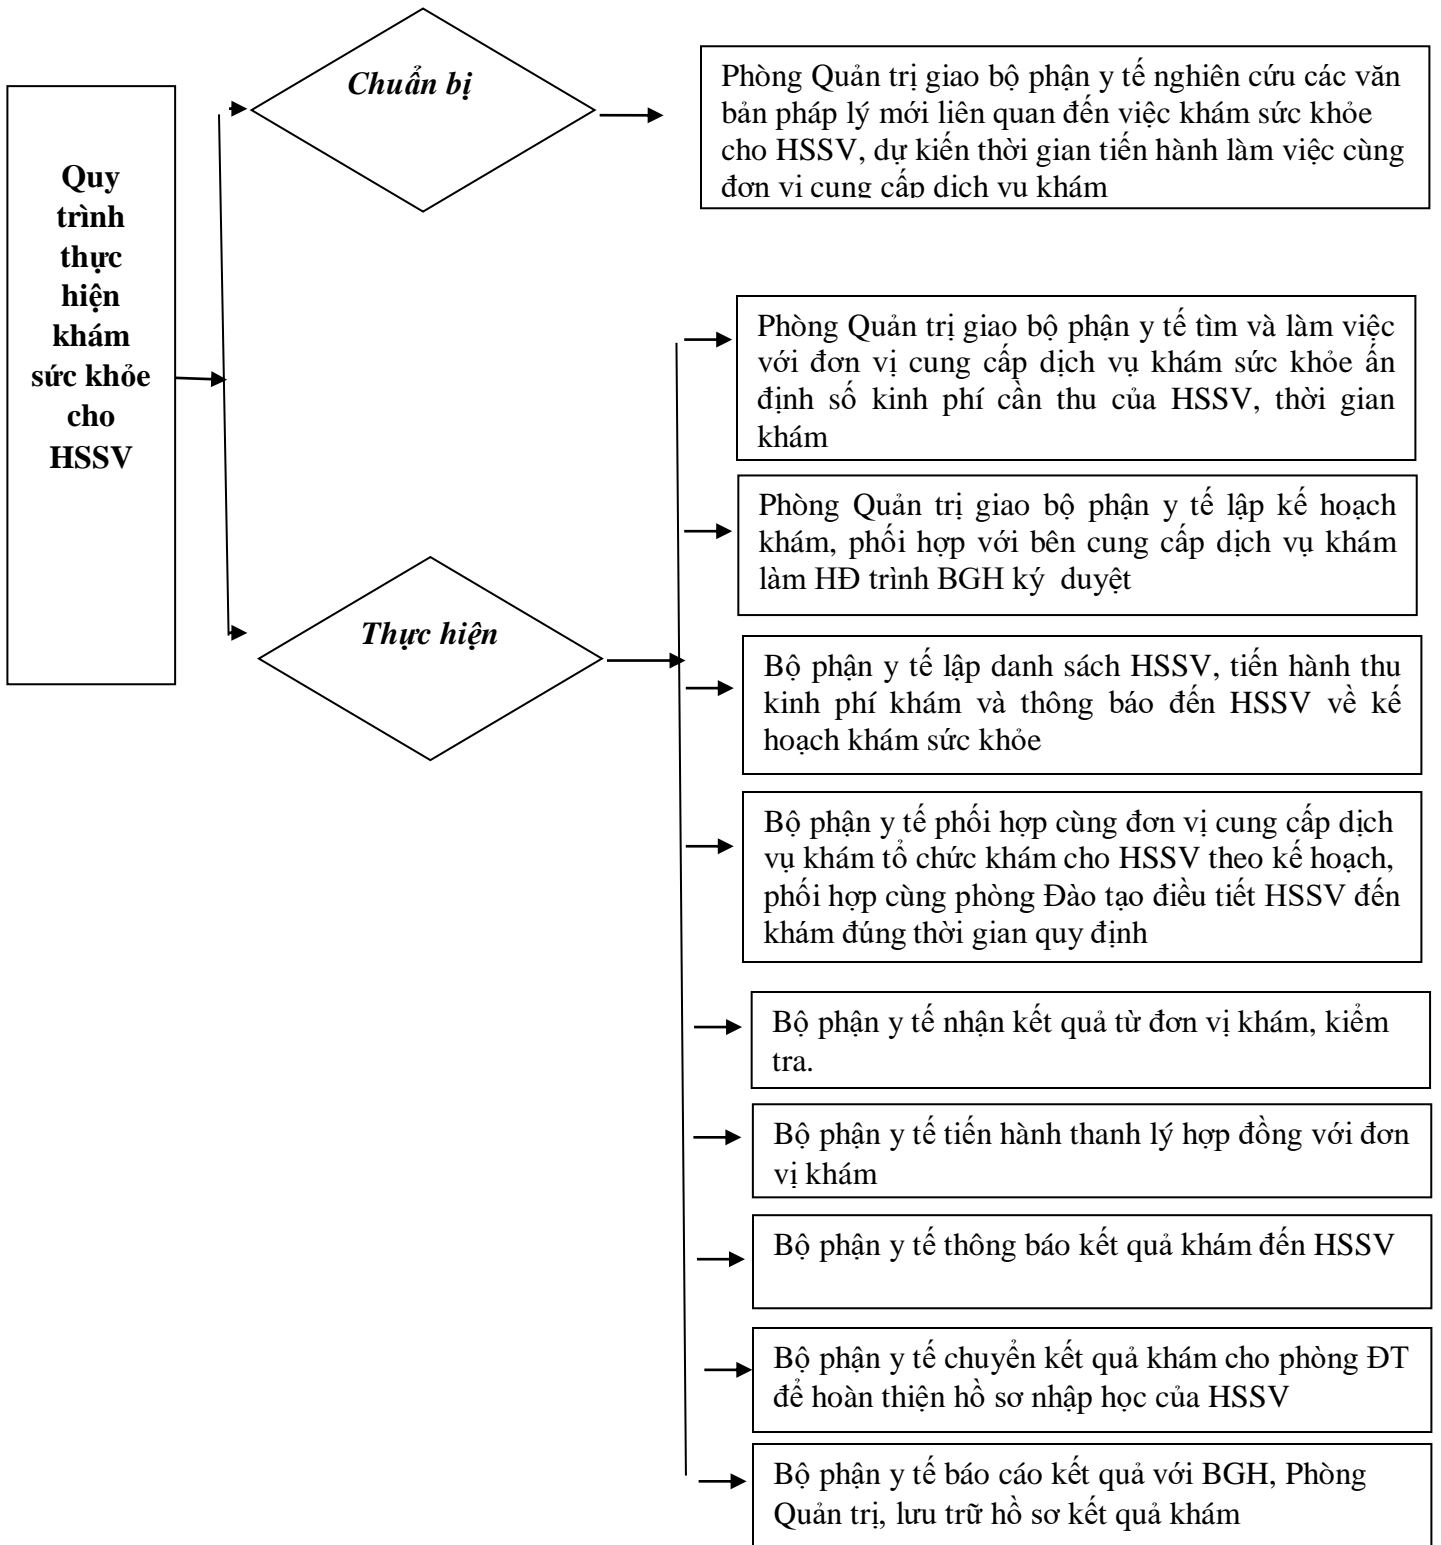 Quy
trình
thực
hiện
khám
sức khỏe
cho
HSSV
Chuẩn bị
Phòng Quản trị giao bộ phận y tế nghiên cứu các văn
bản pháp lý mới liên quan đến việc khám sức khỏe
cho HSSV, dự kiến thời gian tiến hành làm việc cùng
đơn vị cung cấp dịch vụ khám
Thực hiện
Phòng Quản trị giao bộ phận y tế tìm và làm việc
với đơn vị cung cấp dịch vụ khám sức khỏe ấn
định số kinh phí cần thu của HSSV, thời gian
khám
Phòng Quản trị giao bộ phận y tế lập kế hoạch
khám, phối hợp với bên cung cấp dịch vụ khám
làm HĐ trình BGH ký duyệt
Bộ phận y tế lập danh sách HSSV, tiến hành thu
kinh phí khám và thông báo đến HSSV về kế
hoạch khám sức khỏe
Bộ phận y tế phối hợp cùng đơn vị cung cấp dịch
vụ khám tổ chức khám cho HSSV theo kế hoạch,
phối hợp cùng phòng Đào tạo điều tiết HSSV đến
khám đúng thời gian quy định
Bộ phận y tế nhận kết quả từ đơn vị khám, kiểm
tra.
Bộ phận y tế tiến hành thanh lý hợp đồng với đơn
vị khám
Bộ phận y tế thông báo kết quả khám đến HSSV
Bộ phận y tế chuyển kết quả khám cho phòng ĐT
để hoàn thiện hồ sơ nhập học của HSSV
Bộ phận y tế báo cáo kết quả với BGH, Phòng
Quản trị, lưu trữ hồ sơ kết quả khám